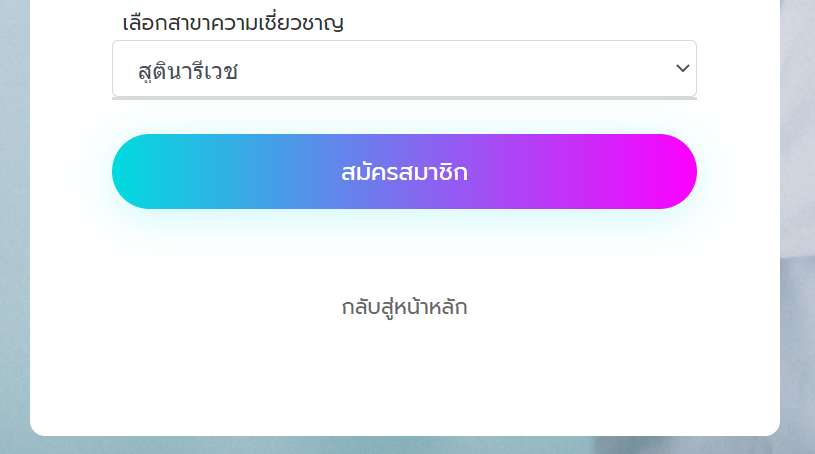 เลือกสาขาความเชี่ยวชาญ
สูตินารีเวช
สมัครสมาชิก
กลับสู่หน้าหลัก